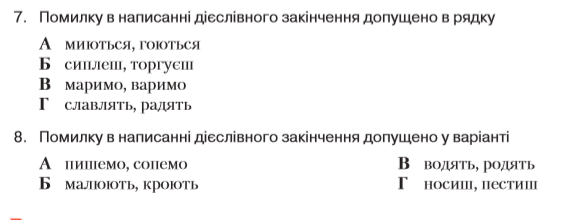 7. Помилку в написанні дієслівного закінчення допущено в рядку
А миються, гоються
Б сиплеш, торгуєш
В маримо, варимо
Г славлять, радять
8. Помилку в написанні дієслівного закінчення допущено у варіанті
А пишемо, сопемо В водять, родять
Б малюють, кроють Г носиш, пестиш